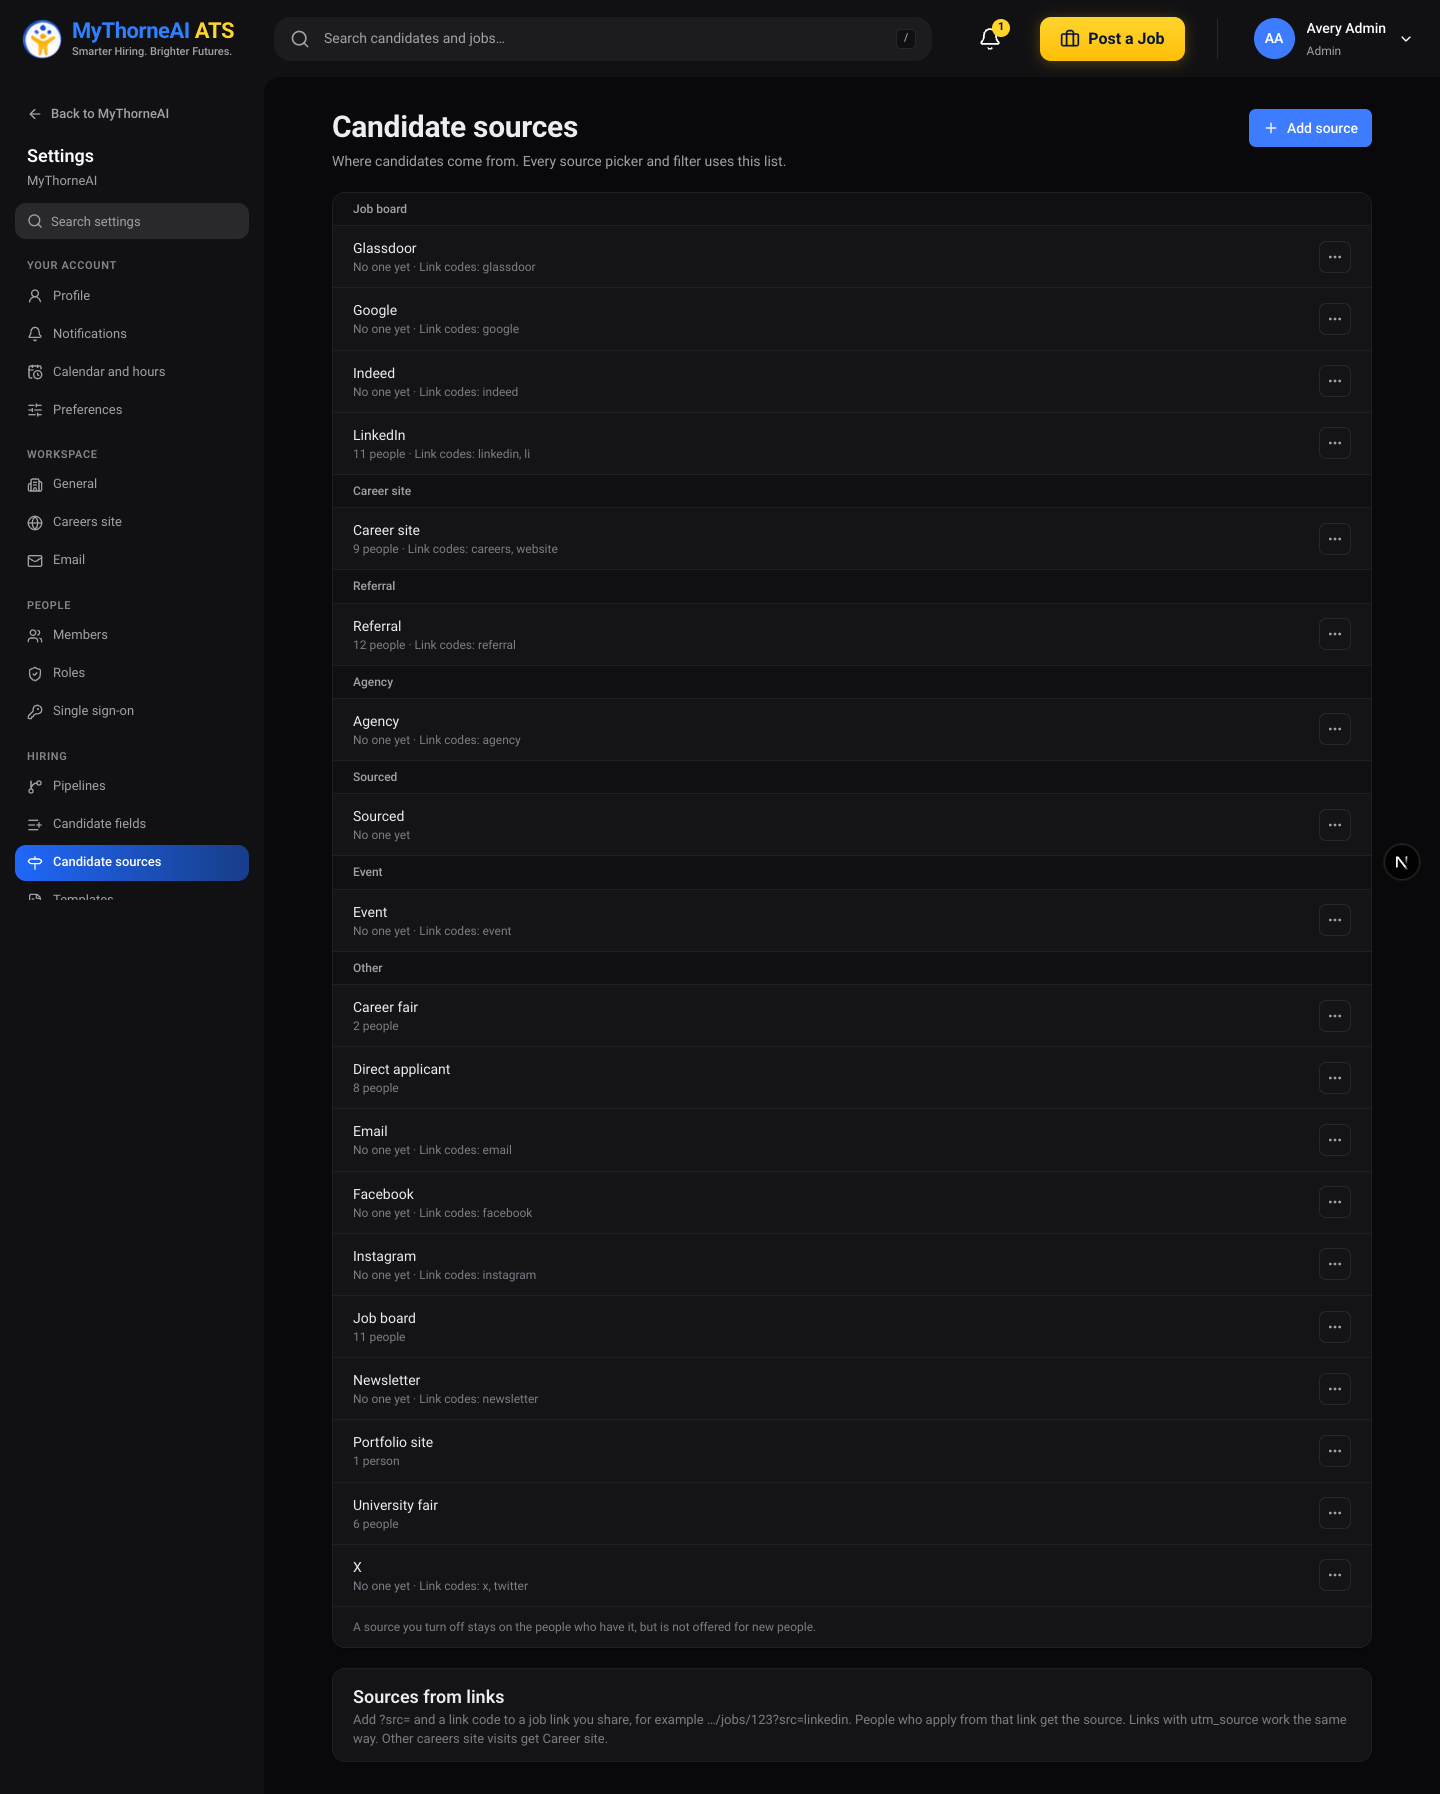 MyThorneAI ATS
Smarter Hiring. Brighter Futures.
Search candidates and jobs…
/
1
Post a Job
AA
Avery Admin
Admin
Back to MyThorneAI
Settings
MyThorneAI
Search settings
YOUR ACCOUNT
Profile
Notifications
Calendar and hours
Preferences
WORKSPACE
General
Careers site
Email
PEOPLE
Members
Roles
Single sign-on
HIRING
Pipelines
Candidate fields
Candidate sources
Templates
Candidate sources
Where candidates come from. Every source picker and filter uses this list.
Add source
Job board
Glassdoor
No one yet · Link codes: glassdoor
Google
No one yet · Link codes: google
Indeed
No one yet · Link codes: indeed
LinkedIn
11 people · Link codes: linkedin, li
Career site
Career site
9 people · Link codes: careers, website
Referral
Referral
12 people · Link codes: referral
Agency
Agency
No one yet · Link codes: agency
Sourced
Sourced
No one yet
Event
Event
No one yet · Link codes: event
Other
Career fair
2 people
Direct applicant
8 people
Email
No one yet · Link codes: email
Facebook
No one yet · Link codes: facebook
Instagram
No one yet · Link codes: instagram
Job board
11 people
Newsletter
No one yet · Link codes: newsletter
Portfolio site
1 person
University fair
6 people
X
No one yet · Link codes: x, twitter
A source you turn off stays on the people who have it, but is not offered for new people.
Sources from links
Add ?src= and a link code to a job link you share, for example …/jobs/123?src=linkedin. People who apply from that link get the source. Links with utm_source work the same
way. Other careers site visits get Career site.
N